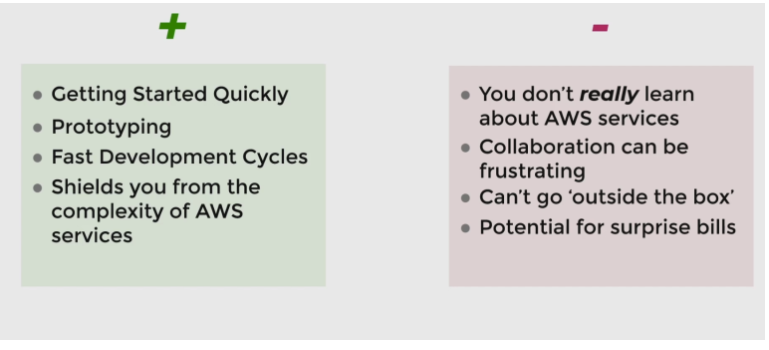 +
• Getting Started Quickly
• Prototyping
• Fast Development Cycles
• Shields you from the
complexity of AWS
services
-
• You don’t really learn
about AWS services
• Collaboration can be
frustrating
• Can’t go ‘outside the box’
• Potential for surprise bills